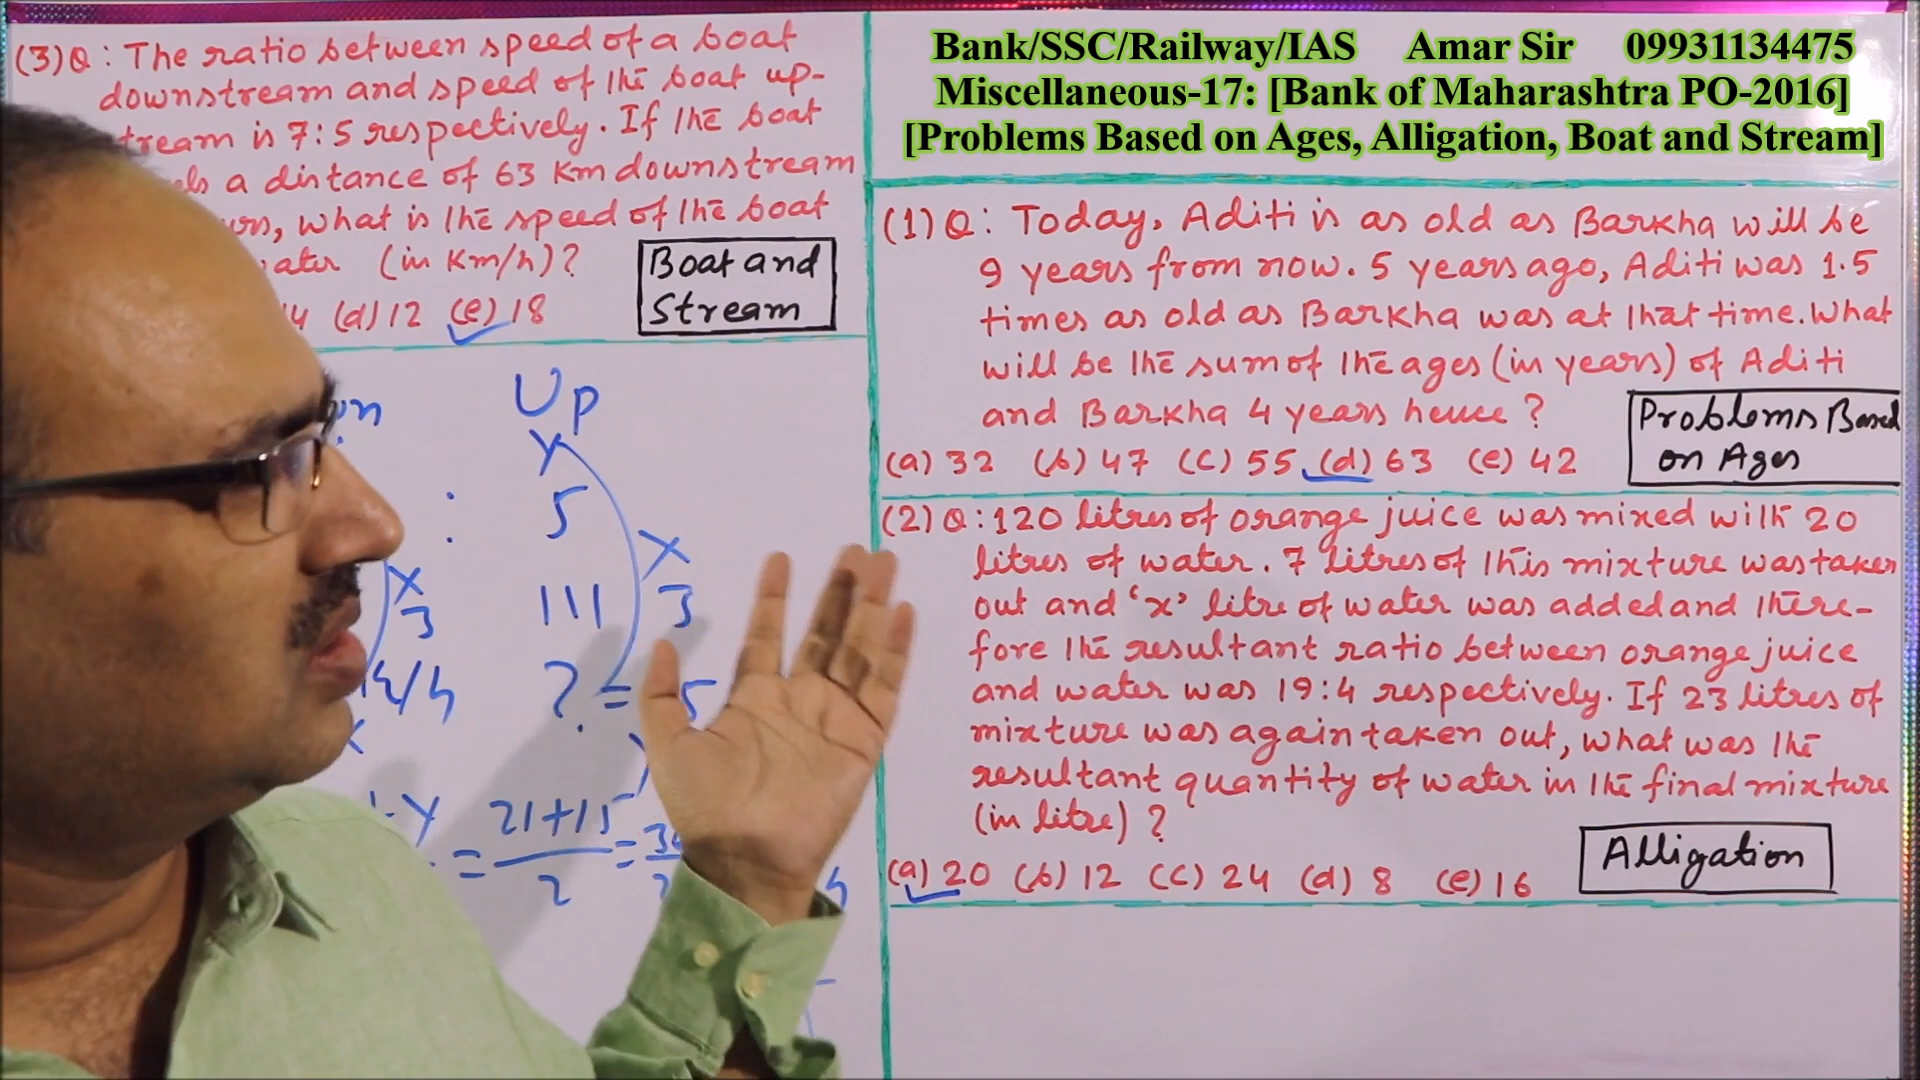 Bank/SSC/Railway/IAS Amar Sir 09931134475
Miscellaneous-17: [Bank of Maharashtra PO-2016]
[Problems Based on Ages, Alligation, Boat and Stream]
(3) Q: The ratio between speed of a boat
downstream and speed of the boat up-
tream is 7:5 respectively. If the boat
els a distance of 63 Km downstream
urs, what is the speed of the boat
ater (in Km/h)?
4 (d) 12 (e) 18
Boat and
Stream
Up
Y
: 5
X X
3 111 3
? = 5
Y = 21+15 =
2
(1) Q: Today, Aditi is as old as Barkha will be
9 years from now. 5 years ago, Aditi was 1.5
times as old as Barkha was at that time. What
will be the sum of the ages (in years) of Aditi
and Barkha 4 years hence?
(a) 32 (b) 47 (c) 55 (d) 63 (e) 42
Problems Based
on Ages
(2) Q: 120 litres of orange juice was mixed with 20
litres of water. 7 litres of this mixture was taken
out and 'x' litre of water was added and there-
fore the resultant ratio between orange juice
and water was 19:4 respectively. If 23 litres of
mixture was again taken out, what was the
resultant quantity of water in the final mixture
(in litre)?
(a) 20 (b) 12 (c) 24 (d) 8 (e) 16
Alligation